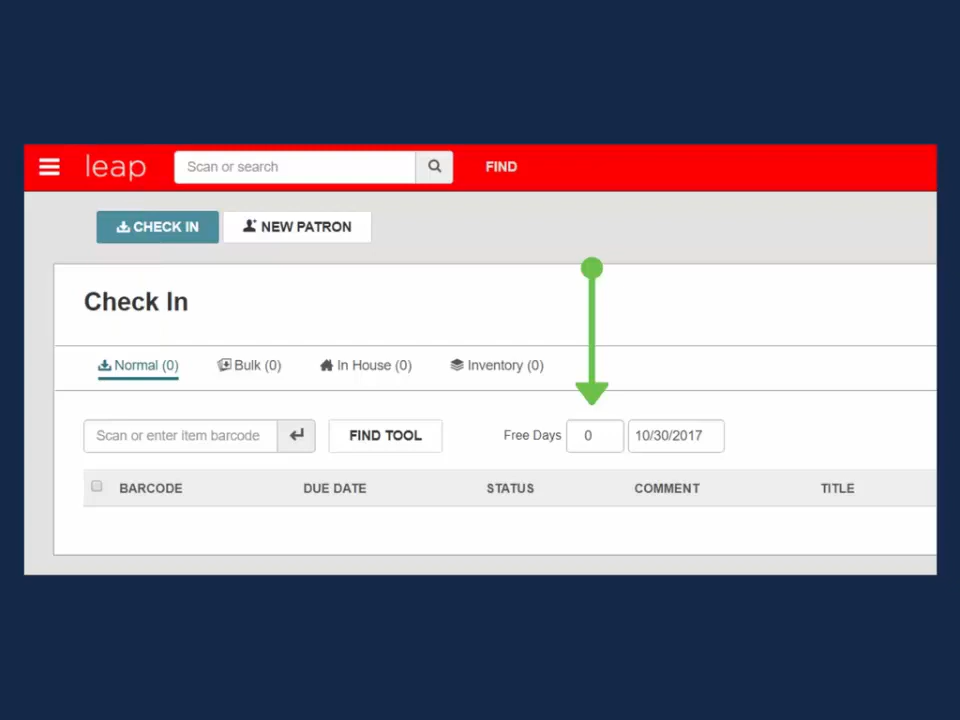 leap Scan or search FIND
CHECK IN NEW PATRON
Check In
Normal (0) Bulk (0) In House (0) Inventory (0)
Scan or enter item barcode FIND TOOL Free Days 0 10/30/2017
BARCODE DUE DATE STATUS COMMENT TITLE